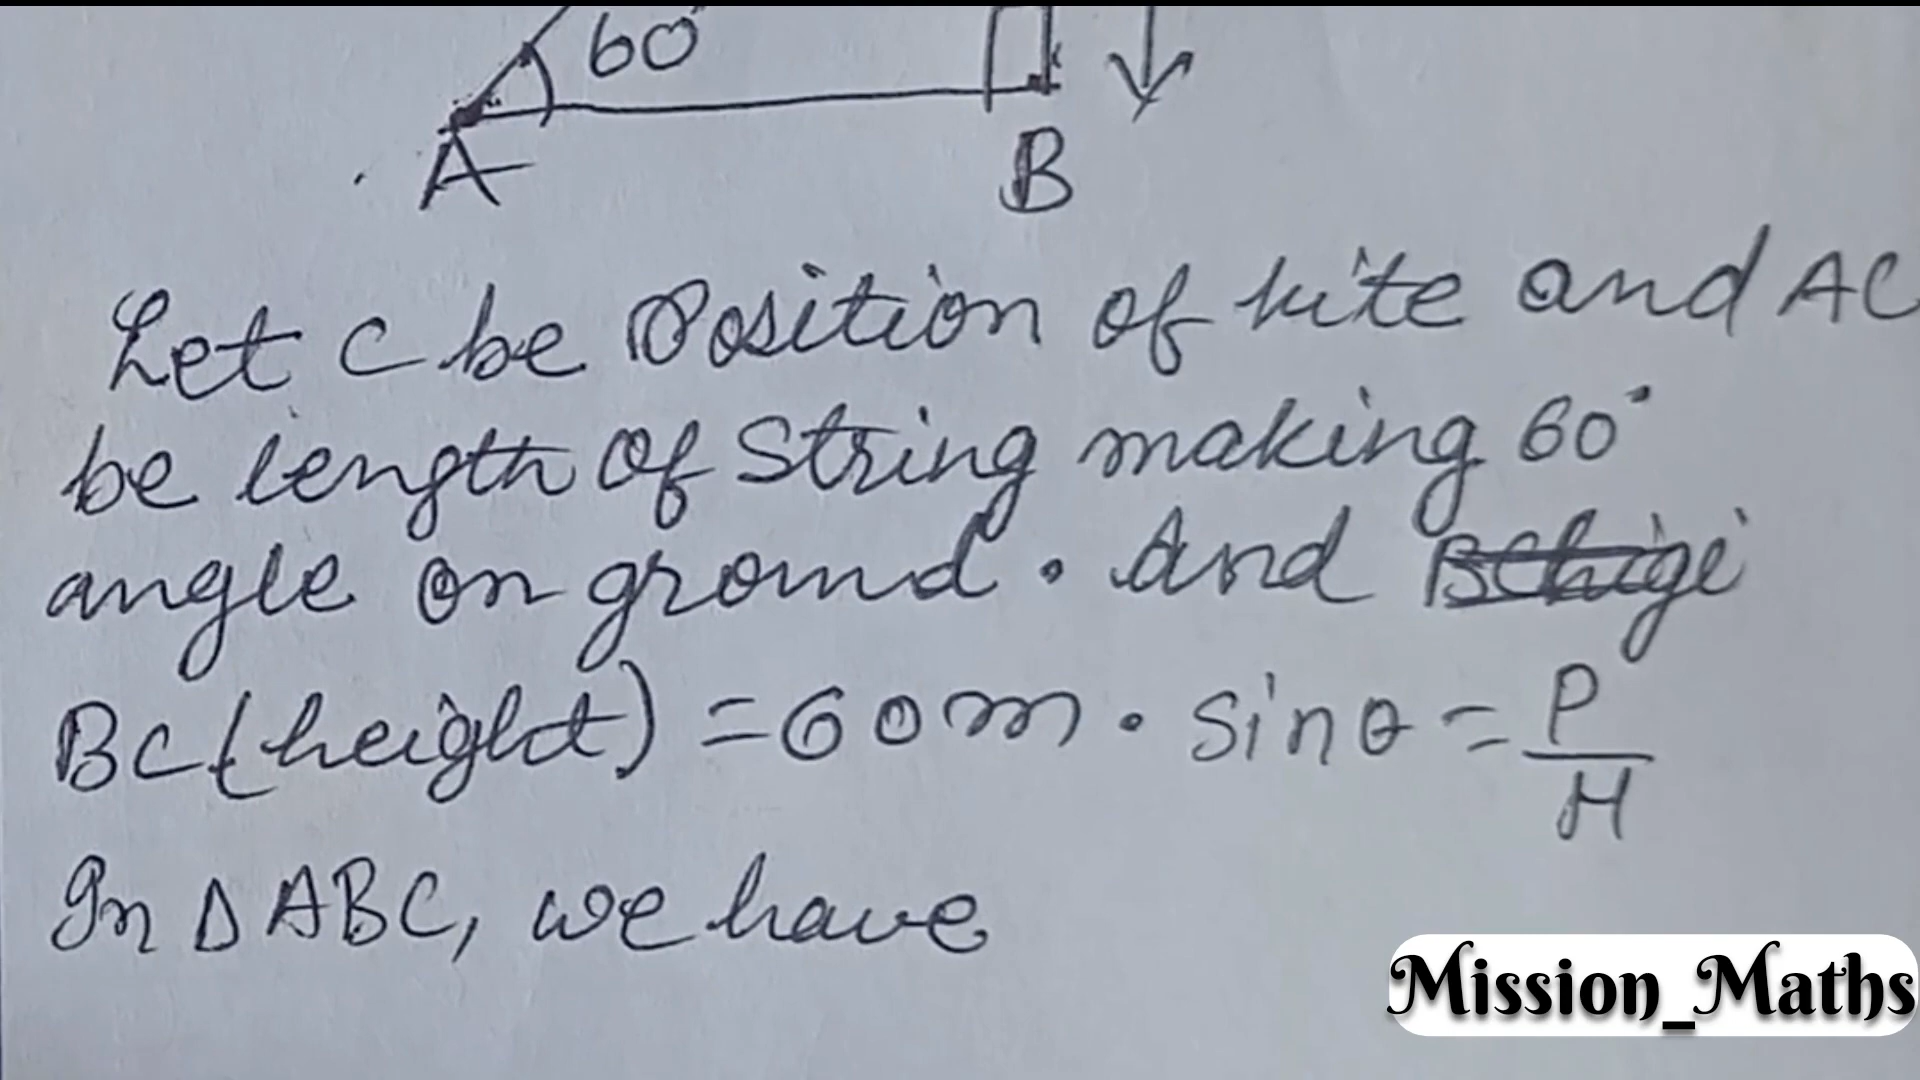 60°
A
B
Let C be Position of kite and AC
be length of String making 60°
angle on ground. And
BC (height) = 60m. sinθ = P/H
In Δ ABC, we have
Mission_Maths